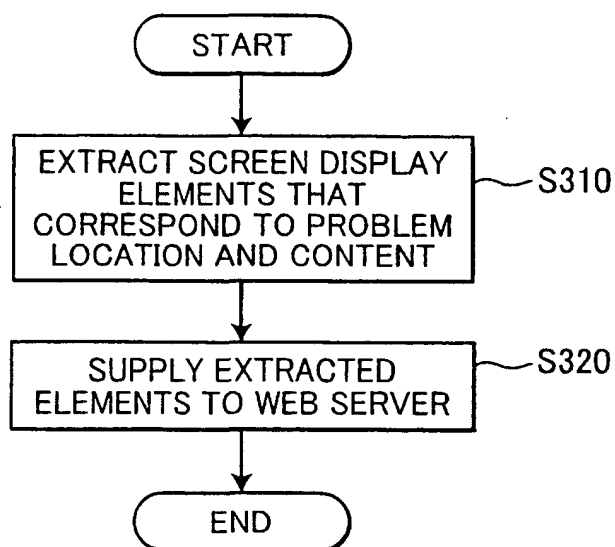 START
EXTRACT SCREEN DISPLAY
ELEMENTS THAT
CORRESPOND TO PROBLEM
LOCATION AND CONTENT
S310
SUPPLY EXTRACTED
ELEMENTS TO WEB SERVER
S320
END